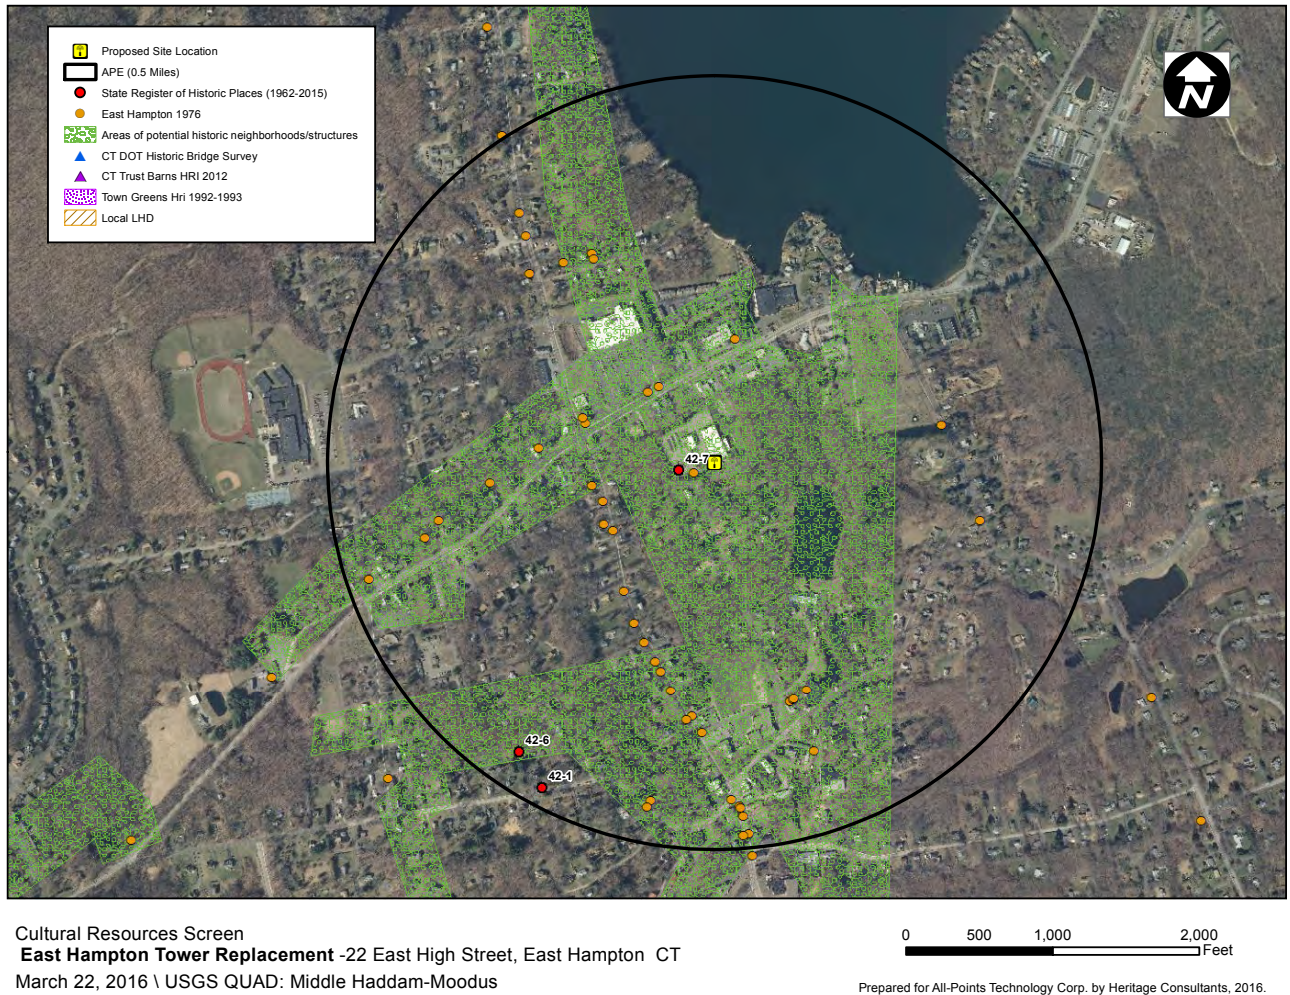 Proposed Site Location
APE (0.5 Miles)
State Register of Historic Places (1962-2015)
East Hampton 1976
Areas of potential historic neighborhoods/structures
CT DOT Historic Bridge Survey
CT Trust Barns HRI 2012
Town Greens Hri 1992-1993
Local LHD
N
42-7
42-6
42-1
Cultural Resources Screen
East Hampton Tower Replacement -22 East High Street, East Hampton CT
March 22, 2016 \ USGS QUAD: Middle Haddam-Moodus
0 500 1,000 2,000
Feet
Prepared for All-Points Technology Corp. by Heritage Consultants, 2016.